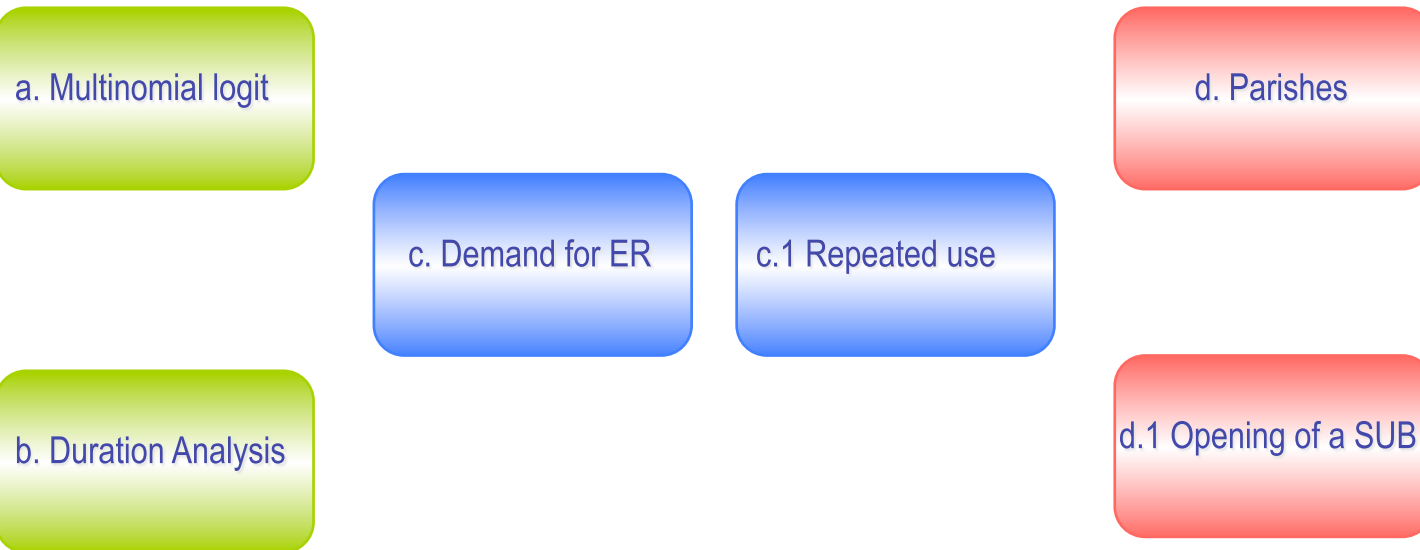 a. Multinomial logit
b. Duration Analysis
c. Demand for ER
c.1 Repeated use
d. Parishes
d.1 Opening of a SUB